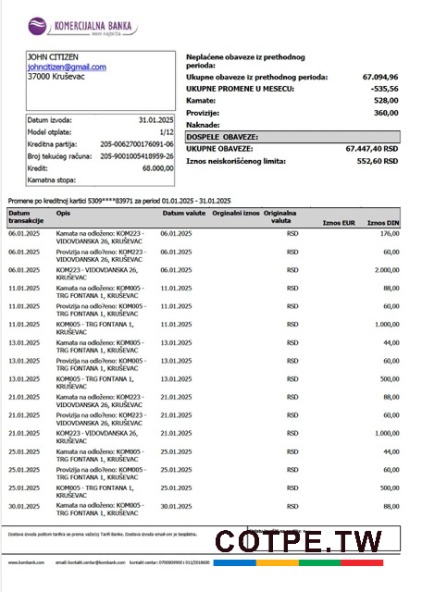 KOMERCIJALNA BANKA
JOHN CITIZEN
johncitizen@gmail.com
37000 Kruševac
Neplaćene obaveze iz prethodnog
perioda:
Ukupne obaveze iz prethodnog perioda: 67.094,96
UKUPNE PROMENE U MESECU: -535,56
Kamate: 528,00
Provizije: 360,00
Naknade:
DOSPELE OBAVEZE:
UKUPNE OBAVEZE: 67.447,40 RSD
Iznos neiskorišćenog limita: 552,60 RSD
Datum izvoda: 31.01.2025
Model otplate: 1/12
Kreditna partija: 205-0062700176091-06
Broj tekućeg računa: 205-9001005418959-26
Kredit: 68.000,00
Kamatna stopa:
Promene po kreditnoj kartici 5309****83971 za period 01.01.2025 - 31.01.2025
Datum transakcije Opis Datum valute Orginalni iznos Originalna valuta Iznos EUR Iznos DIN
06.01.2025 Kamata na odloženo: KOM223 - 06.01.2025 RSD 176,00
VIDOVDANSKA 26, KRUŠEVAC
06.01.2025 Provizija na odlo?eno: KOM223 - 06.01.2025 RSD 60,00
VIDOVDANSKA 26, KRUŠEVAC
06.01.2025 KOM223 - VIDOVDANSKA 26, 06.01.2025 RSD 2.000,00
KRUŠEVAC
11.01.2025 Kamata na odloženo: KOM005 - 11.01.2025 RSD 88,00
TRG FONTANA 1, KRUŠEVAC
11.01.2025 Provizija na odlo?eno: KOM005 - 11.01.2025 RSD 60,00
TRG FONTANA 1, KRUŠEVAC
11.01.2025 KOM005 - TRG FONTANA 1, 11.01.2025 RSD 1.000,00
KRUŠEVAC
13.01.2025 Kamata na odloženo: KOM005 - 13.01.2025 RSD 44,00
TRG FONTANA 1, KRUŠEVAC
13.01.2025 Provizija na odlo?eno: KOM005 - 13.01.2025 RSD 60,00
TRG FONTANA 1, KRUŠEVAC
13.01.2025 KOM005 - TRG FONTANA 1, 13.01.2025 RSD 500,00
KRUŠEVAC
21.01.2025 Kamata na odloženo: KOM223 - 21.01.2025 RSD 88,00
VIDOVDANSKA 26, KRUŠEVAC
21.01.2025 Provizija na odlo?eno: KOM223 - 21.01.2025 RSD 60,00
VIDOVDANSKA 26, KRUŠEVAC
21.01.2025 KOM223 - VIDOVDANSKA 26, 21.01.2025 RSD 1.000,00
KRUŠEVAC
25.01.2025 Kamata na odloženo: KOM005 - 25.01.2025 RSD 44,00
TRG FONTANA 1, KRUŠEVAC
25.01.2025 Provizija na odlo?eno: KOM005 - 25.01.2025 RSD 60,00
TRG FONTANA 1, KRUŠEVAC
25.01.2025 KOM005 - TRG FONTANA 1, 25.01.2025 RSD 500,00
KRUŠEVAC
30.01.2025 Kamata na odloženo: KOM005 - 30.01.2025 RSD 88,00
TRG FONTANA 1, KRUŠEVAC
Dostava izvoda poštom tarifira se prema važećoj Tarifi Banke. Dostava izvoda email-om je besplatna.
COTPE.TW
www.kombank.com